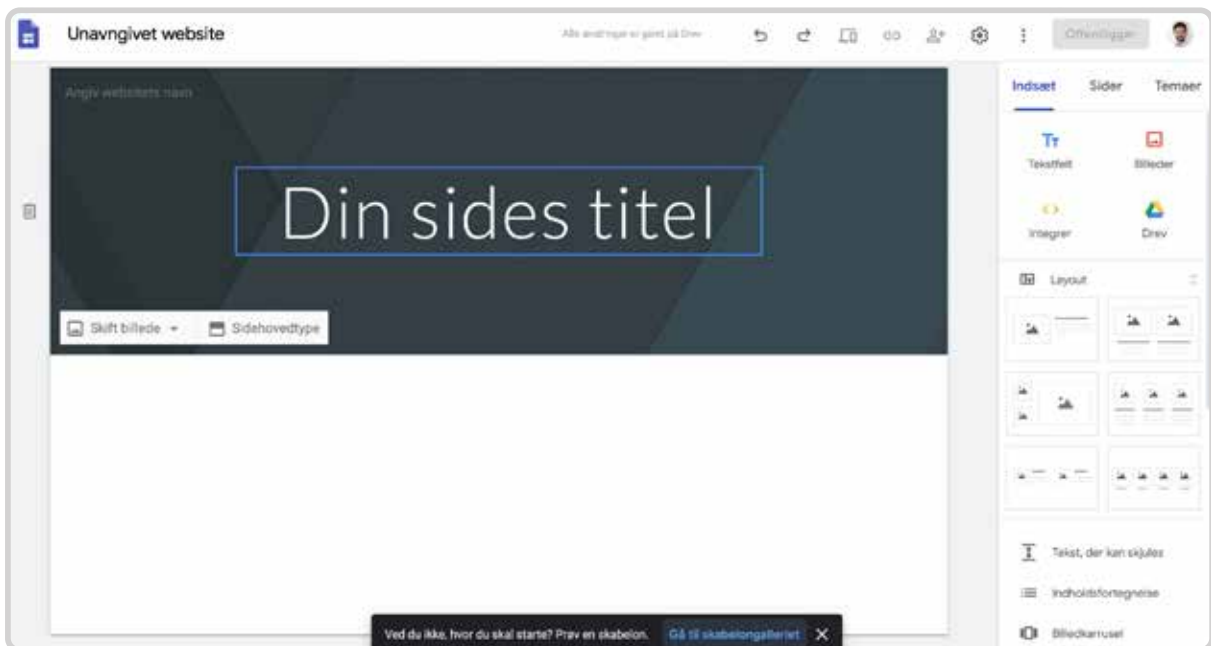 Unavngivet website
Alle ændringer er gemt på Drev
Offentliggør
Angiv websitets navn
Din sides titel
Skift billede
Sidehovedtype
Indsæt Sider Temaer
Tekstfelt Billeder
Integrer Drev
Layout
Tekst, der kan skjules
Indholdsfortegnelse
Billedkarrusel
Ved du ikke, hvor du skal starte? Prøv en skabelon. Gå til skabelongalleriet